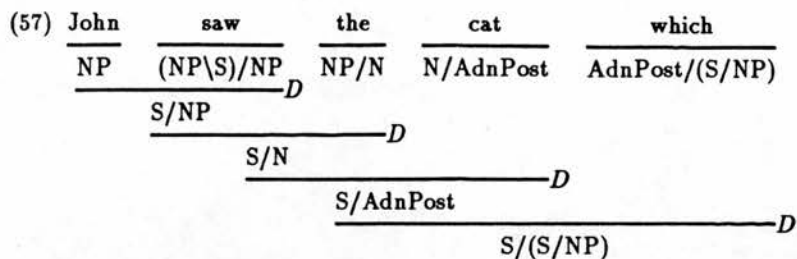 (57) John saw the cat which
NP (NP\S)/NP NP/N N/AdnPost AdnPost/(S/NP)
D
S/NP
D
S/N
D
S/AdnPost
D
S/(S/NP)